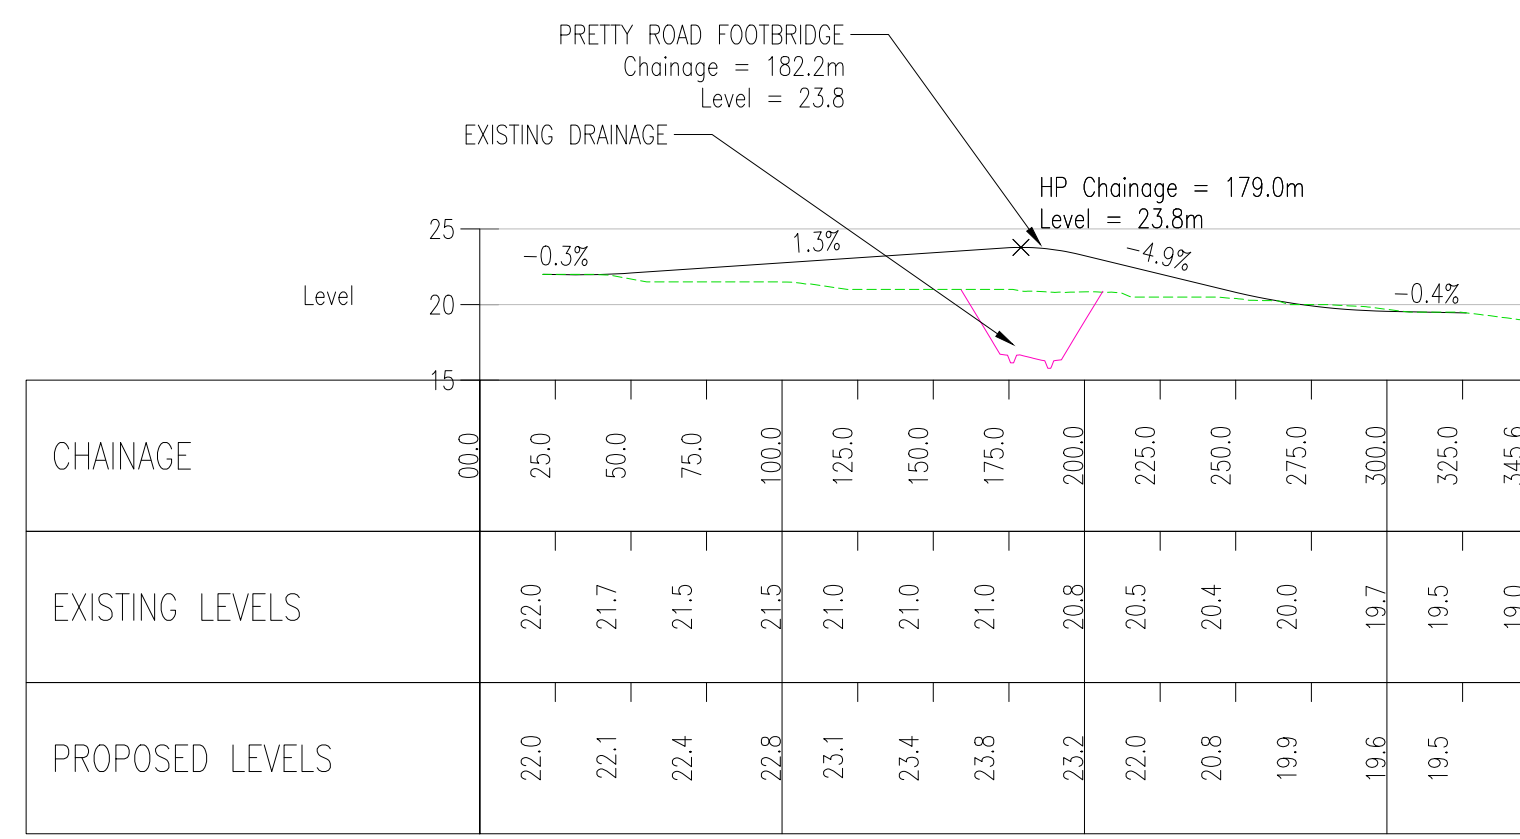 PRETTY ROAD FOOTBRIDGE
Chainage = 182.2m
Level = 23.8
EXISTING DRAINAGE
HP Chainage = 179.0m
Level = 23.8m
25
-0.3%
1.3%
-4.9%
Level
20
-0.4%
15
CHAINAGE 00.0 25.0 50.0 75.0 100.0 125.0 150.0 175.0 200.0 225.0 250.0 275.0 300.0 325.0 345.6
EXISTING LEVELS 22.0 21.7 21.5 21.5 21.0 21.0 21.0 20.8 20.5 20.4 20.0 19.7 19.5 19.0
PROPOSED LEVELS 22.0 22.1 22.4 22.8 23.1 23.4 23.8 23.2 22.0 20.8 19.9 19.6 19.5